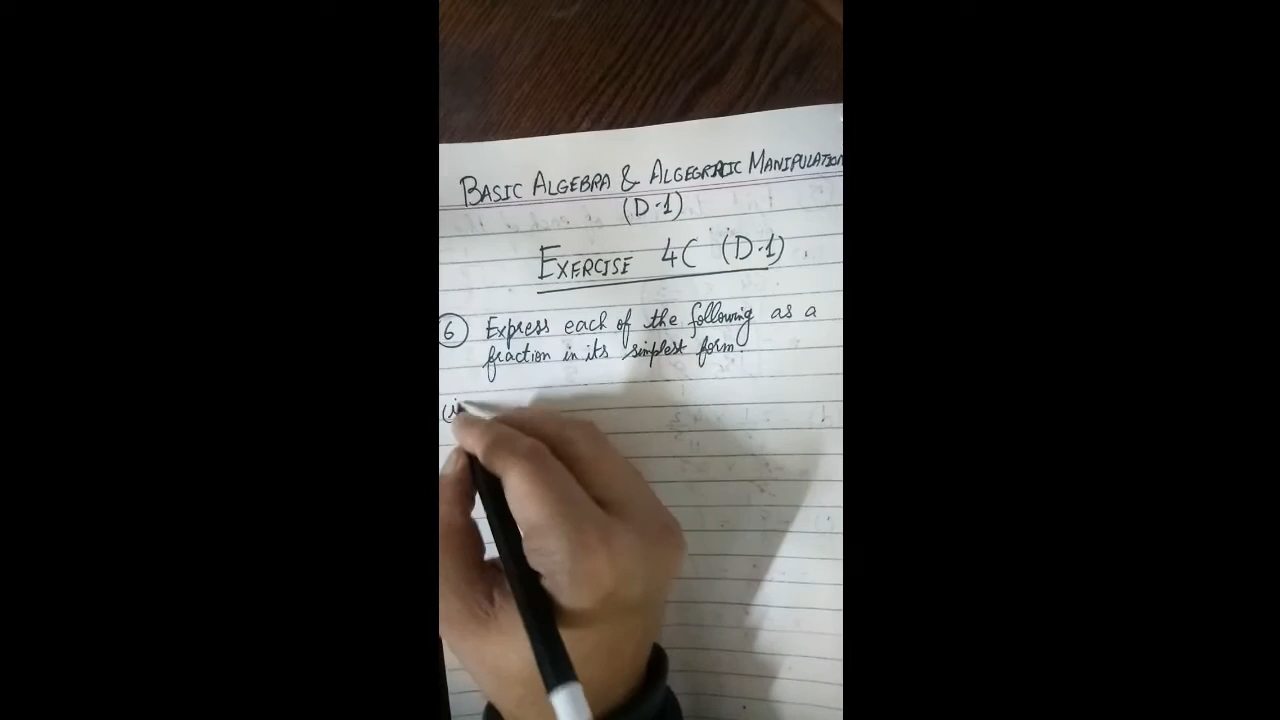 BASIC ALGEBRA & ALGEGRAIC MANIPULATION
(D.1)
EXERCISE 4C (D.1)
6 Express each of the following as a
fraction in its simplest form.
(i